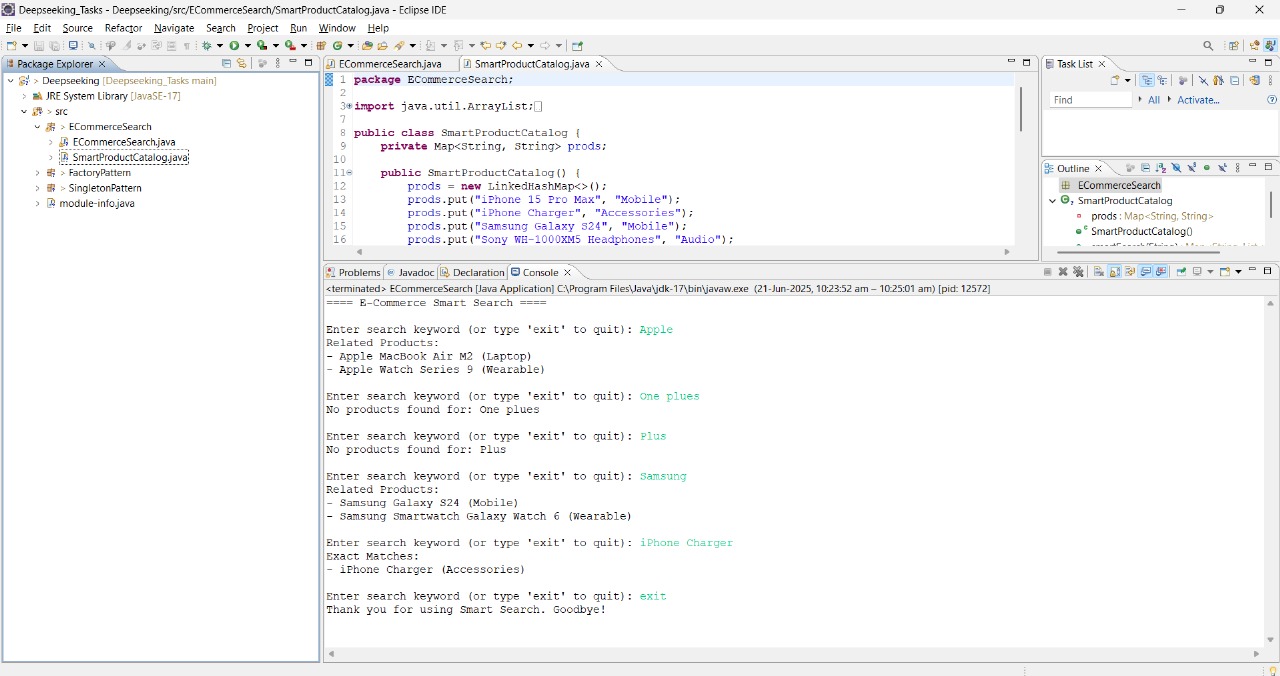 Deepseeking_Tasks - Deepseeking/src/ECommerceSearch/SmartProductCatalog.java - Eclipse IDE
File Edit Source Refactor Navigate Search Project Run Window Help
Package Explorer
Deepseeking [Deepseeking_Tasks main]
JRE System Library [JavaSE-17]
> src
> ECommerceSearch
> ECommerceSearch.java
SmartProductCatalog.java
> FactoryPattern
> SingletonPattern
module-info.java
ECommerceSearch.java SmartProductCatalog.java
1 package ECommerceSearch;
2
3 import java.util.ArrayList;
7
8 public class SmartProductCatalog {
9 private Map<String, String> prods;
10
11 public SmartProductCatalog() {
12 prods = new LinkedHashMap<>();
13 prods.put("iPhone 15 Pro Max", "Mobile");
14 prods.put("iPhone Charger", "Accessories");
15 prods.put("Samsung Galaxy S24", "Mobile");
16 prods.put("Sony WH-1000XM5 Headphones", "Audio");
Task List
Find All Activate...
Outline
ECommerceSearch
SmartProductCatalog
prods : Map<String, String>
SmartProductCatalog()
Problems Javadoc Declaration Console
<terminated> ECommerceSearch [Java Application] C:\Program Files\Java\jdk-17\bin\javaw.exe (21-Jun-2025, 10:23:52 am – 10:25:01 am) [pid: 12572]
==== E-Commerce Smart Search ====
Enter search keyword (or type 'exit' to quit): Apple
Related Products:
- Apple MacBook Air M2 (Laptop)
- Apple Watch Series 9 (Wearable)
Enter search keyword (or type 'exit' to quit): One plues
No products found for: One plues
Enter search keyword (or type 'exit' to quit): Plus
No products found for: Plus
Enter search keyword (or type 'exit' to quit): Samsung
Related Products:
- Samsung Galaxy S24 (Mobile)
- Samsung Smartwatch Galaxy Watch 6 (Wearable)
Enter search keyword (or type 'exit' to quit): iPhone Charger
Exact Matches:
- iPhone Charger (Accessories)
Enter search keyword (or type 'exit' to quit): exit
Thank you for using Smart Search. Goodbye!